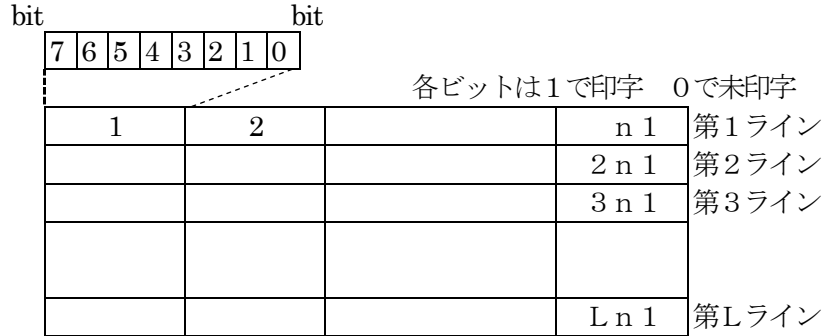 bit bit
7 6 5 4 3 2 1 0
各ビットは1で印字 0で未印字
1 2 n1 第1ライン
2n1 第2ライン
3n1 第3ライン
Ln1 第Lライン